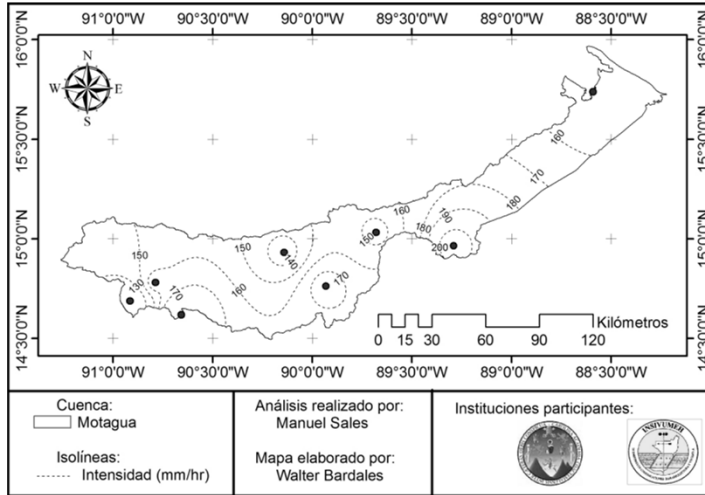 91°0'0"W 90°30'0"W 90°0'0"W 89°30'0"W 89°0'0"W 88°30'0"W
16°0'0"N 16°0'0"N
15°30'0"N 15°30'0"N
15°0'0"N 15°0'0"N
14°30'0"N 14°30'0"N
N
W E
S
160
170
180
190
180
160
200
150
150
140
150
170
160
170
130
Kilómetros
0 15 30 60 90 120
91°0'0"W 90°30'0"W 90°0'0"W 89°30'0"W 89°0'0"W 88°30'0"W
Cuenca:
Motagua
Isolíneas:
Intensidad (mm/hr)
Análisis realizado por:
Manuel Sales
Mapa elaborado por:
Walter Bardales
Instituciones participantes:
INSIVUMEH